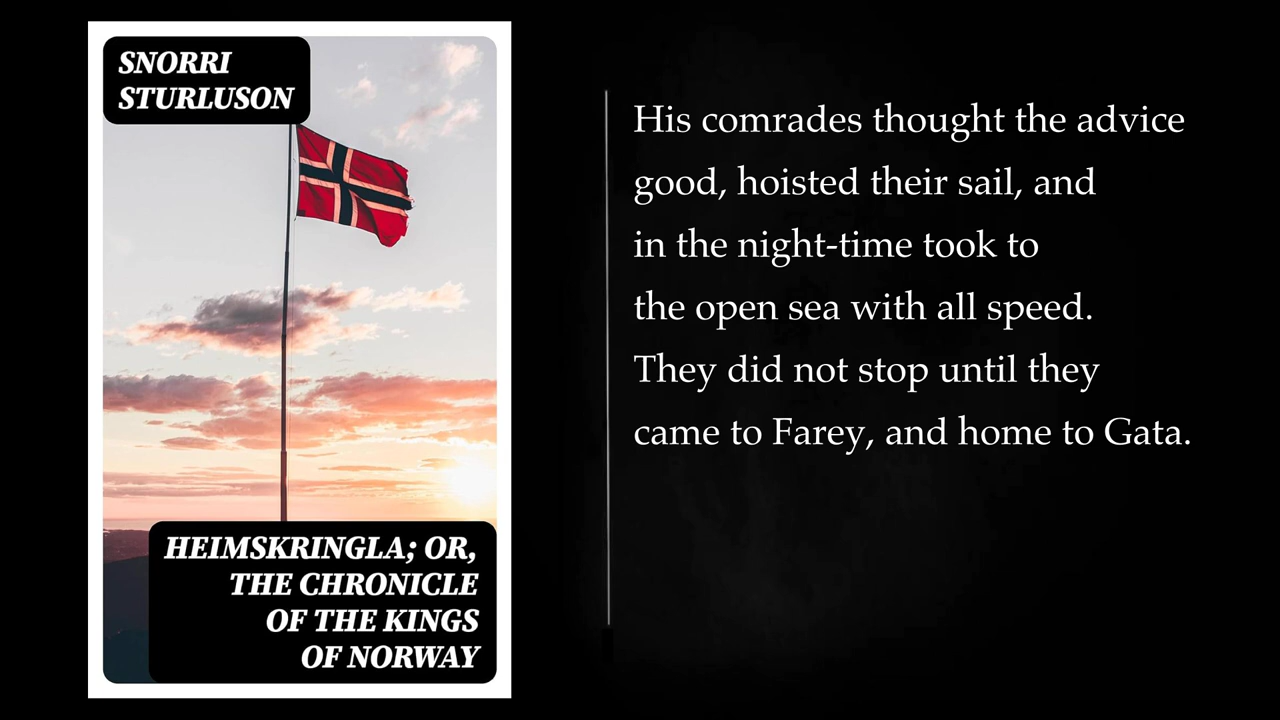 SNORRI
STURLUSON
HEIMSKRINGLA; OR,
THE CHRONICLE
OF THE KINGS
OF NORWAY
His comrades thought the advice
good, hoisted their sail, and
in the night-time took to
the open sea with all speed.
They did not stop until they
came to Farey, and home to Gata.